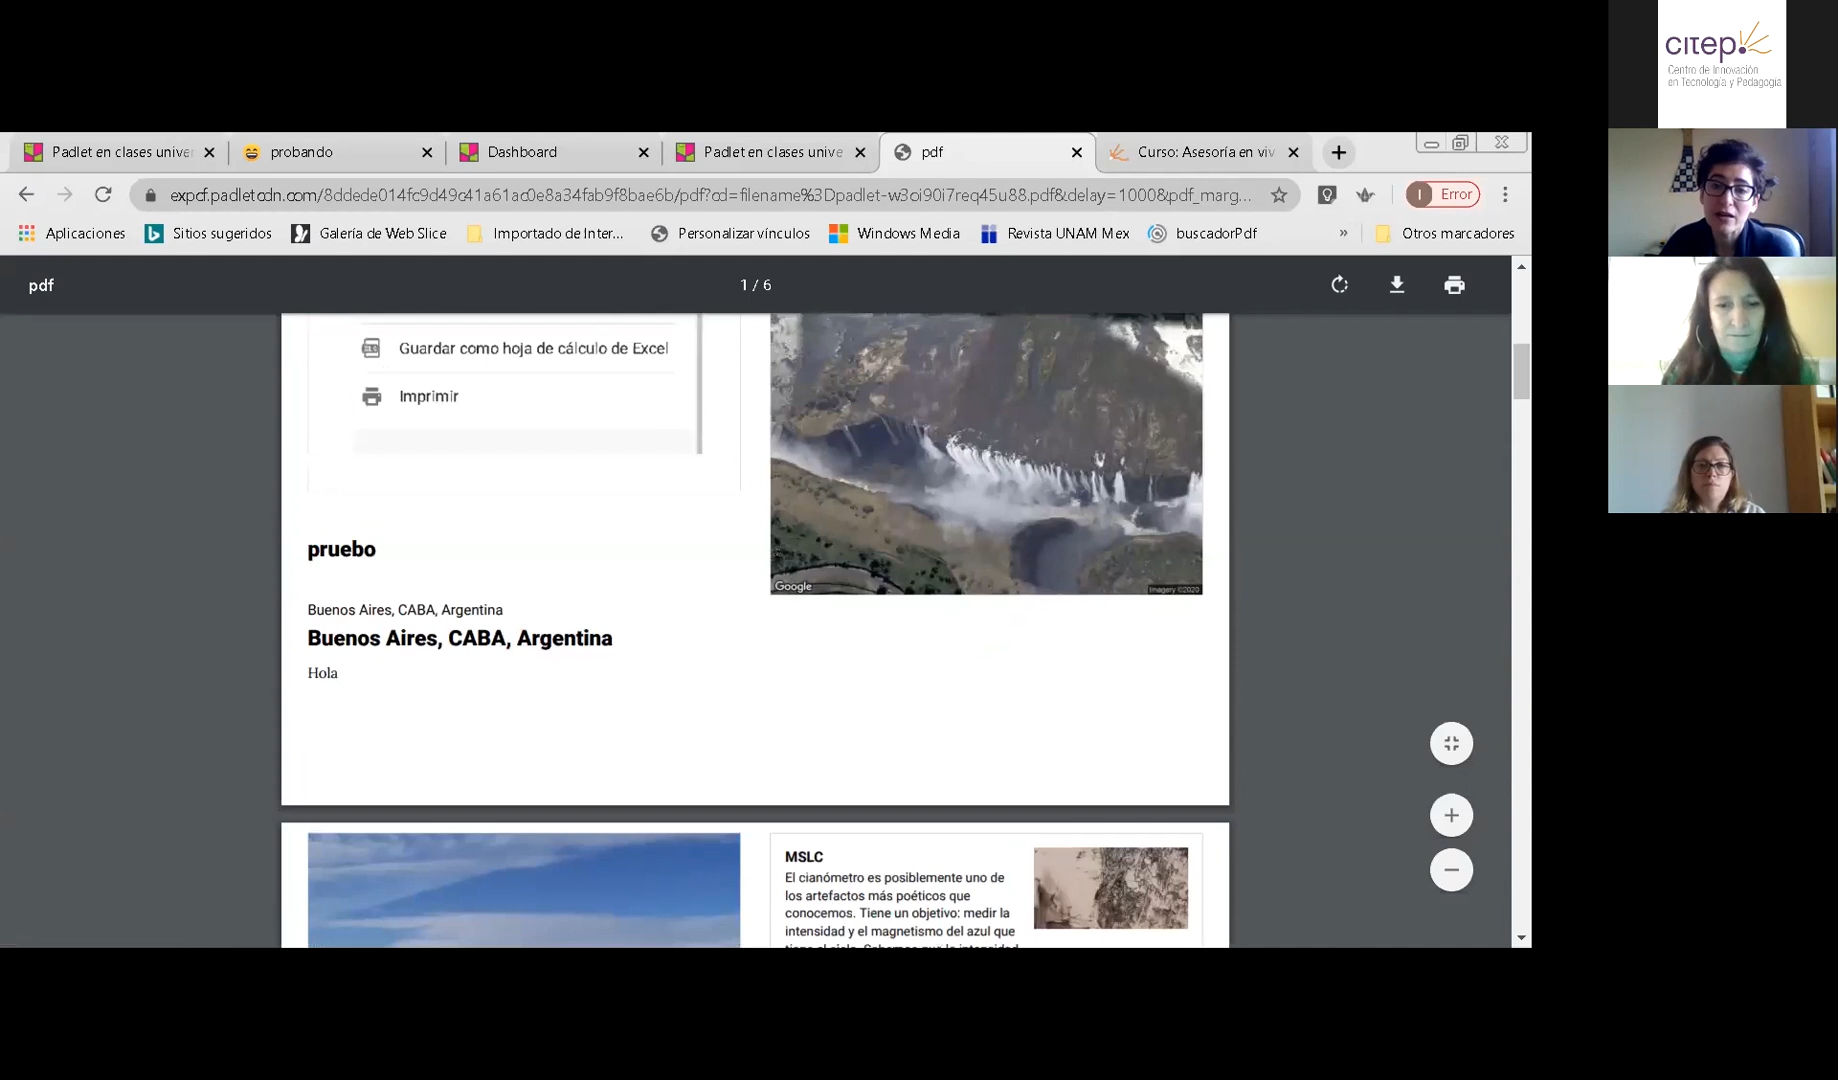 citep
Centro de Innovación
en Tecnología y Pedagogía
Padlet en clases univer
probando
Dashboard
Padlet en clases unive
pdf
Curso: Asesoría en viv
expdf.padletcdn.com/8ddede014fc9d49c41a61ac0e8a34fab9f8bae6b/pdf?cd=filename%3Dpadlet-w3oi90i7req45u88.pdf&delay=1000&pdf_marg...
I
Error
Aplicaciones
Sitios sugeridos
Galería de Web Slice
Importado de Inter...
Personalizar vínculos
Windows Media
Revista UNAM Mex
buscadorPdf
»
Otros marcadores
pdf
1 / 6
Guardar como hoja de cálculo de Excel
Imprimir
Google
Imagery ©2020
pruebo
Buenos Aires, CABA, Argentina
Buenos Aires, CABA, Argentina
Hola
MSLC
El cianómetro es posiblemente uno de
los artefactos más poéticos que
conocemos. Tiene un objetivo: medir la
intensidad y el magnetismo del azul que